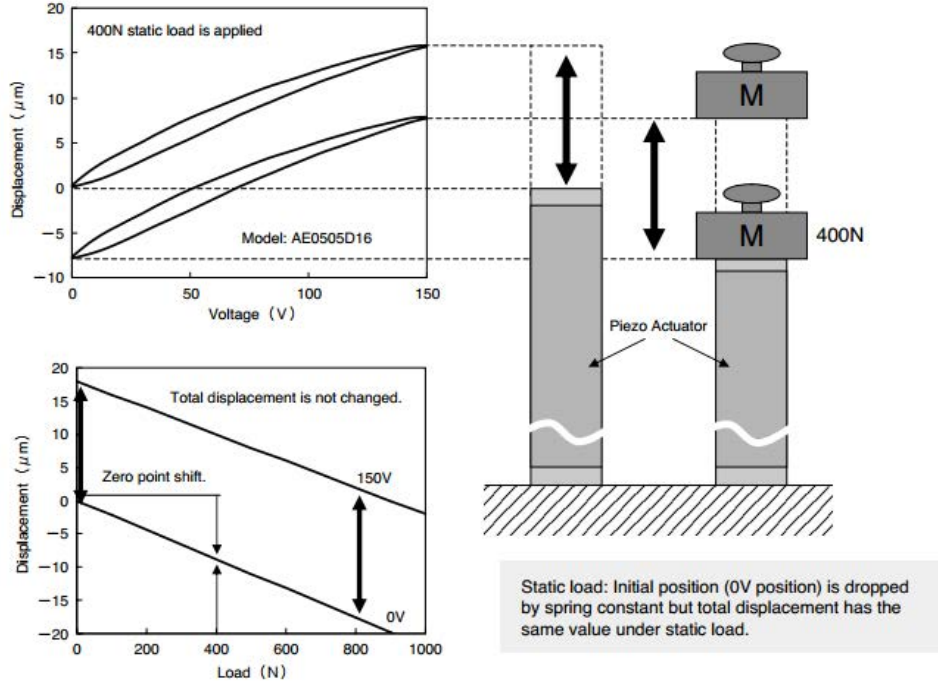 20
15
10
5
0
−5
−10
Displacement (μm)
400N static load is applied
Model: AE0505D16
0
50
100
150
Voltage (V)
M
M
400N
Piezo Actuator
20
15
10
5
0
−5
−10
−15
−20
Displacement (μm)
Total displacement is not changed.
Zero point shift.
150V
0V
0
200
400
600
800
1000
Load (N)
Static load: Initial position (0V position) is dropped
by spring constant but total displacement has the
same value under static load.